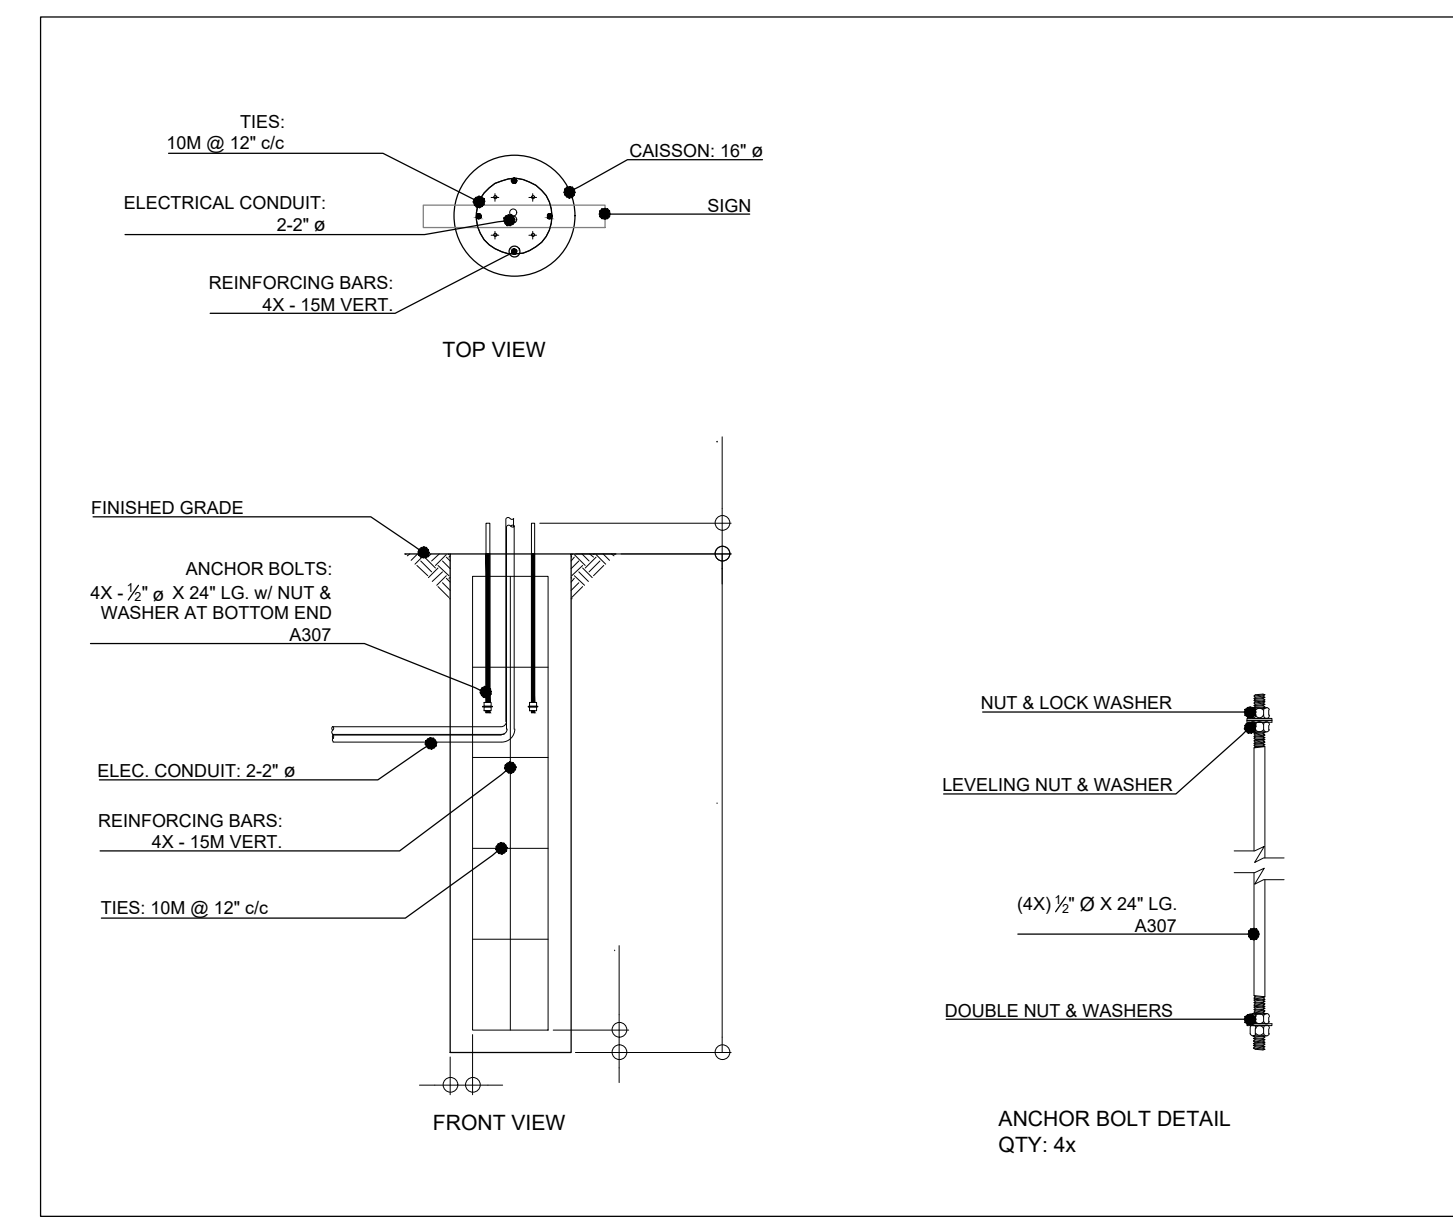 TIES:
10M @ 12" c/c
CAISSON: 16" ø
ELECTRICAL CONDUIT:
2-2" ø
SIGN
REINFORCING BARS:
4X - 15M VERT.
TOP VIEW
FINISHED GRADE
ANCHOR BOLTS:
4X - ½" ø X 24" LG. w/ NUT &
WASHER AT BOTTOM END
A307
ELEC. CONDUIT: 2-2" ø
REINFORCING BARS:
4X - 15M VERT.
TIES: 10M @ 12" c/c
FRONT VIEW
NUT & LOCK WASHER
LEVELING NUT & WASHER
(4X) ½" Ø X 24" LG.
A307
DOUBLE NUT & WASHERS
ANCHOR BOLT DETAIL
QTY: 4x